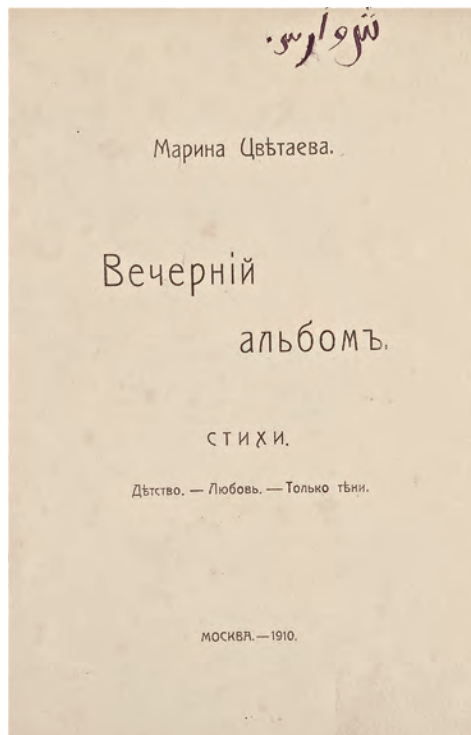 Марина Цвѣтаева.
Вечерній
альбомъ.
СТИХИ.
Дѣтство. — Любовь. — Только тѣни.
МОСКВА.—1910.